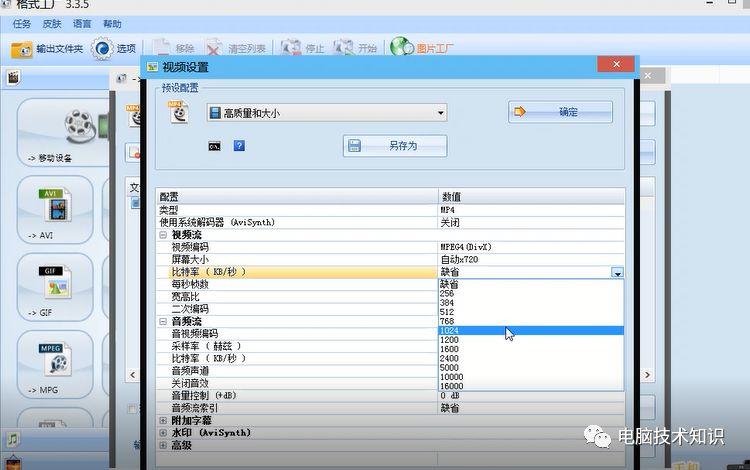 格式工厂 3.3.5
任务 皮肤 语言 帮助
输出文件夹 选项 移除 清空列表 停止 开始 图片工厂
视频设置
预设配置
MP4 高质量和大小 确定
另存为
-> 移动设备
AVI
-> AVI
GIF
-> GIF
MPEG
-> MPG
配置 数值
类型 MP4
使用系统解码器 (AviSynth) 关闭
视频流
视频编码 MPEG4(DivX)
屏幕大小 自动x720
比特率 ( KB/秒 ) 缺省
每秒帧数 缺省
宽高比 256
384
二次编码 512
音频流 768
音视频编码 1024
采样率 ( 赫兹 ) 1200
1600
比特率 ( KB/秒 ) 2400
音频声道 5000
关闭音效 10000
16000
音量控制 (+dB) 0 dB
音频流索引 缺省
附加字幕
水印 (AviSynth)
高级
电脑技术知识